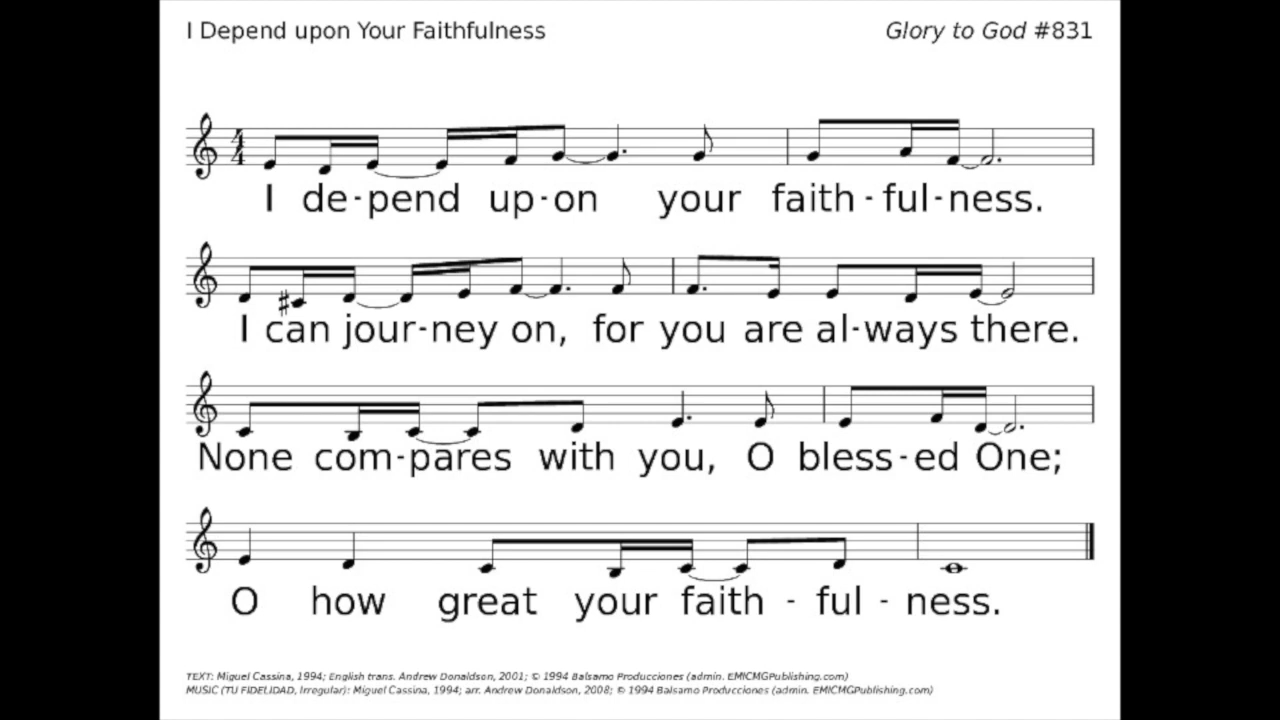 I Depend upon Your Faithfulness Glory to God #831
I de-pend up-on your faith-ful-ness.
I can jour-ney on, for you are al-ways there.
None com-pares with you, O bless-ed One;
O how great your faith - ful - ness.
TEXT: Miguel Cassina, 1994; English trans. Andrew Donaldson, 2001; © 1994 Balsamo Producciones (admin. EMICMGPublishing.com)
MUSIC (TU FIDELIDAD, Irregular): Miguel Cassina, 1994; arr. Andrew Donaldson, 2008; © 1994 Balsamo Producciones (admin. EMICMGPublishing.com)